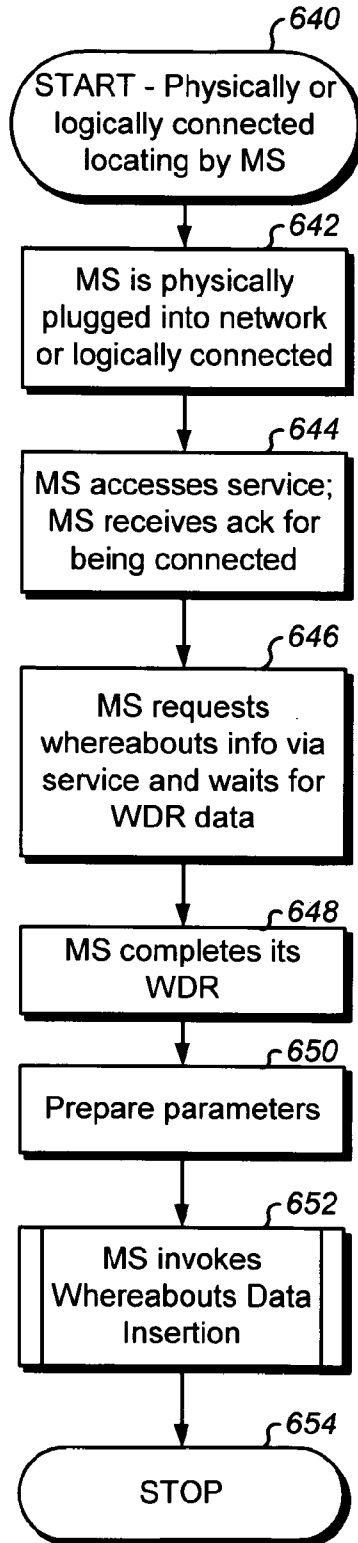 640
START - Physically or
logically connected
locating by MS
642
MS is physically
plugged into network
or logically connected
644
MS accesses service;
MS receives ack for
being connected
646
MS requests
whereabouts info via
service and waits for
WDR data
648
MS completes its
WDR
650
Prepare parameters
652
MS invokes
Whereabouts Data
Insertion
654
STOP